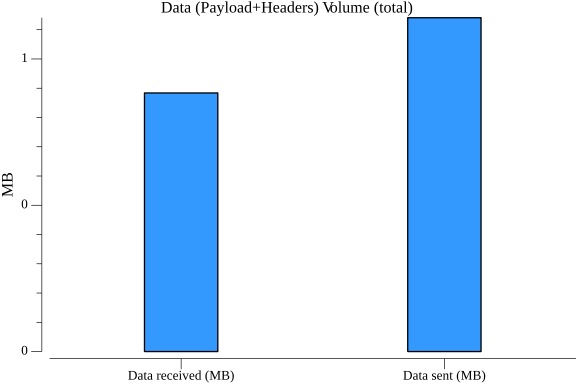 Data (Payload+Headers) Volume (total)
MB
1
0
0
Data received (MB)
Data sent (MB)